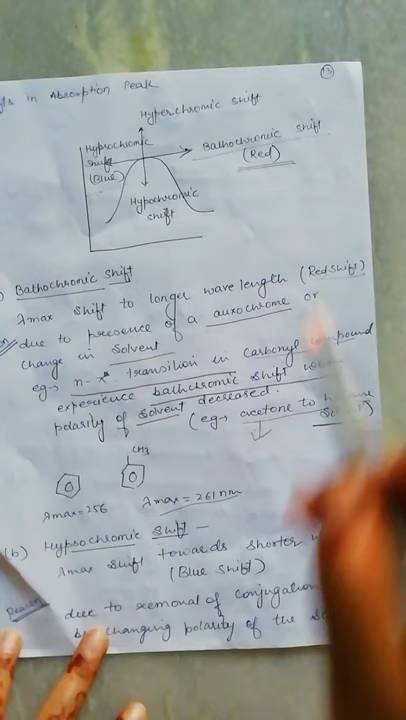 in Absorption Peak
13
Hyperchromic shift
Hypsochromic
shift
(Blue)
Bathochromic shift
(Red)
Hypochromic
shift
Bathochromic shift
λmax shift to longer wavelength (Red shift)
due to presence of a auxochrome or
change in solvent
eg→ n-π* transition in carbonyl compound
experience bathcromic shift
polarity of solvent decreased.
(eg→ acetone to
CH3
λmax = 256
λmax = 261 nm
(b) Hypsochromic shift –
λmax shift towards shorter
(Blue shift)
Reason
due to removal of conjugation
by changing polarity of the